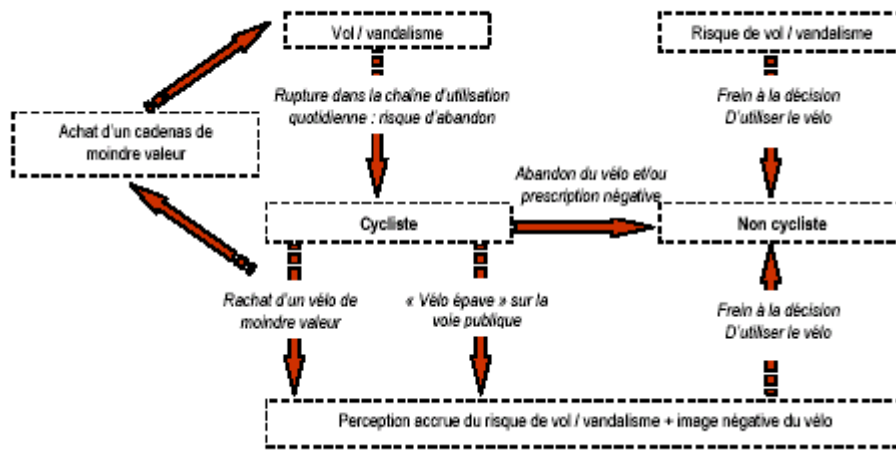 Vol / vandalisme
Risque de vol / vandalisme
Rupture dans la chaîne d'utilisation
quotidienne : risque d'abandon
Frein à la décision
D'utiliser le vélo
Achat d'un cadenas de
moindre valeur
Abandon du vélo et/ou
prescription négative
Cycliste
Non cycliste
Rachat d'un vélo de
moindre valeur
« Vélo épave » sur la
voie publique
Frein à la décision
D'utiliser le vélo
Perception accrue du risque de vol / vandalisme + image négative du vélo